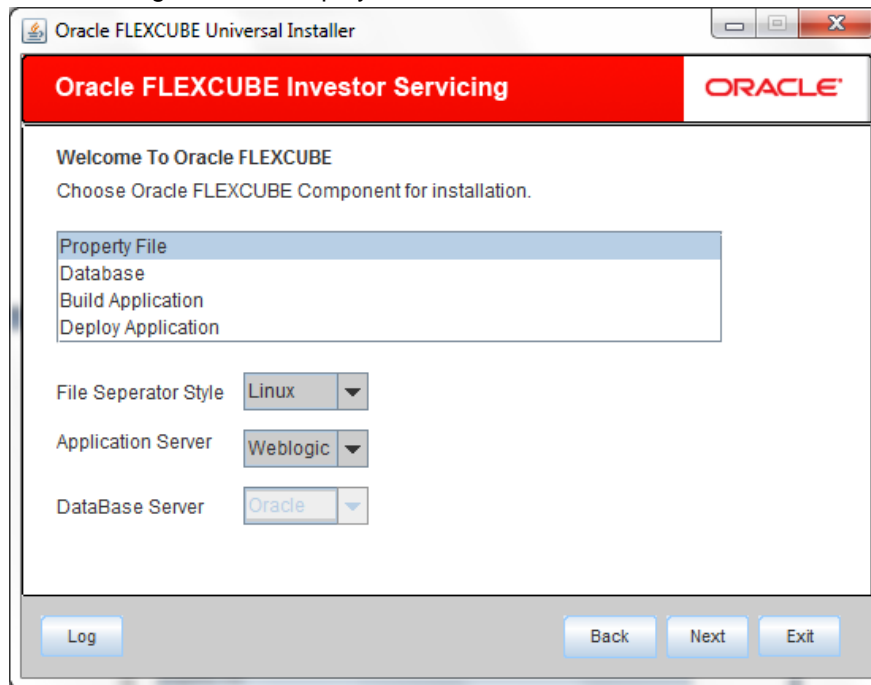 Oracle FLEXCUBE Universal Installer
Oracle FLEXCUBE Investor Servicing
ORACLE
Welcome To Oracle FLEXCUBE
Choose Oracle FLEXCUBE Component for installation.
Property File
Database
Build Application
Deploy Application
File Seperator Style Linux
Application Server Weblogic
DataBase Server Oracle
Log Back Next Exit